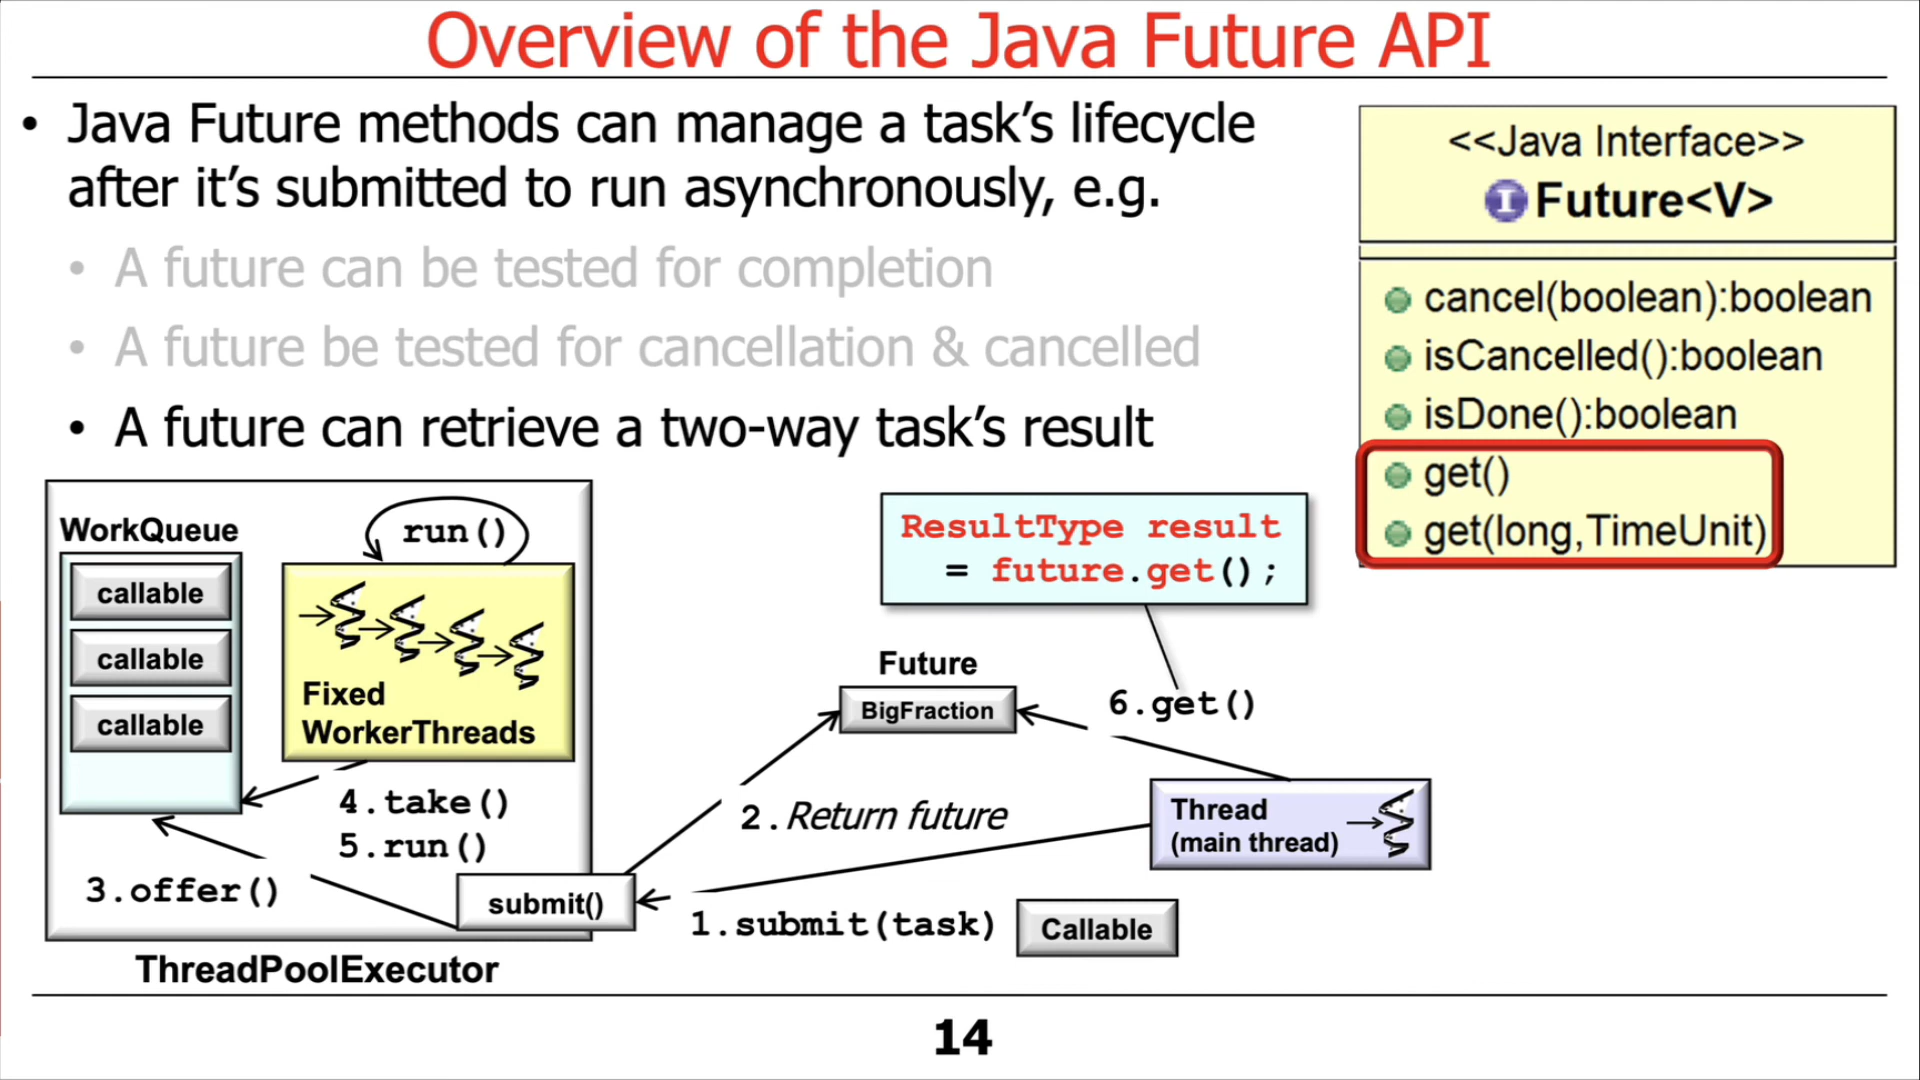 Overview of the Java Future API
• Java Future methods can manage a task’s lifecycle
after it’s submitted to run asynchronously, e.g.
• A future can be tested for completion
• A future be tested for cancellation & cancelled
• A future can retrieve a two-way task’s result
<<Java Interface>>
I Future<V>
cancel(boolean):boolean
isCancelled():boolean
isDone():boolean
get()
get(long,TimeUnit)
WorkQueue
callable
callable
callable
run()
Fixed
WorkerThreads
4.take()
5.run()
3.offer()
submit()
ThreadPoolExecutor
ResultType result
= future.get();
Future
BigFraction
6.get()
2.Return future
Thread
(main thread)
1.submit(task)
Callable
14